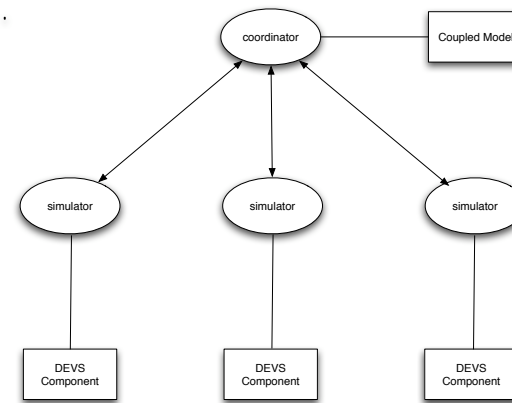 coordinator
Coupled Model
simulator
simulator
simulator
DEVS
Component
DEVS
Component
DEVS
Component